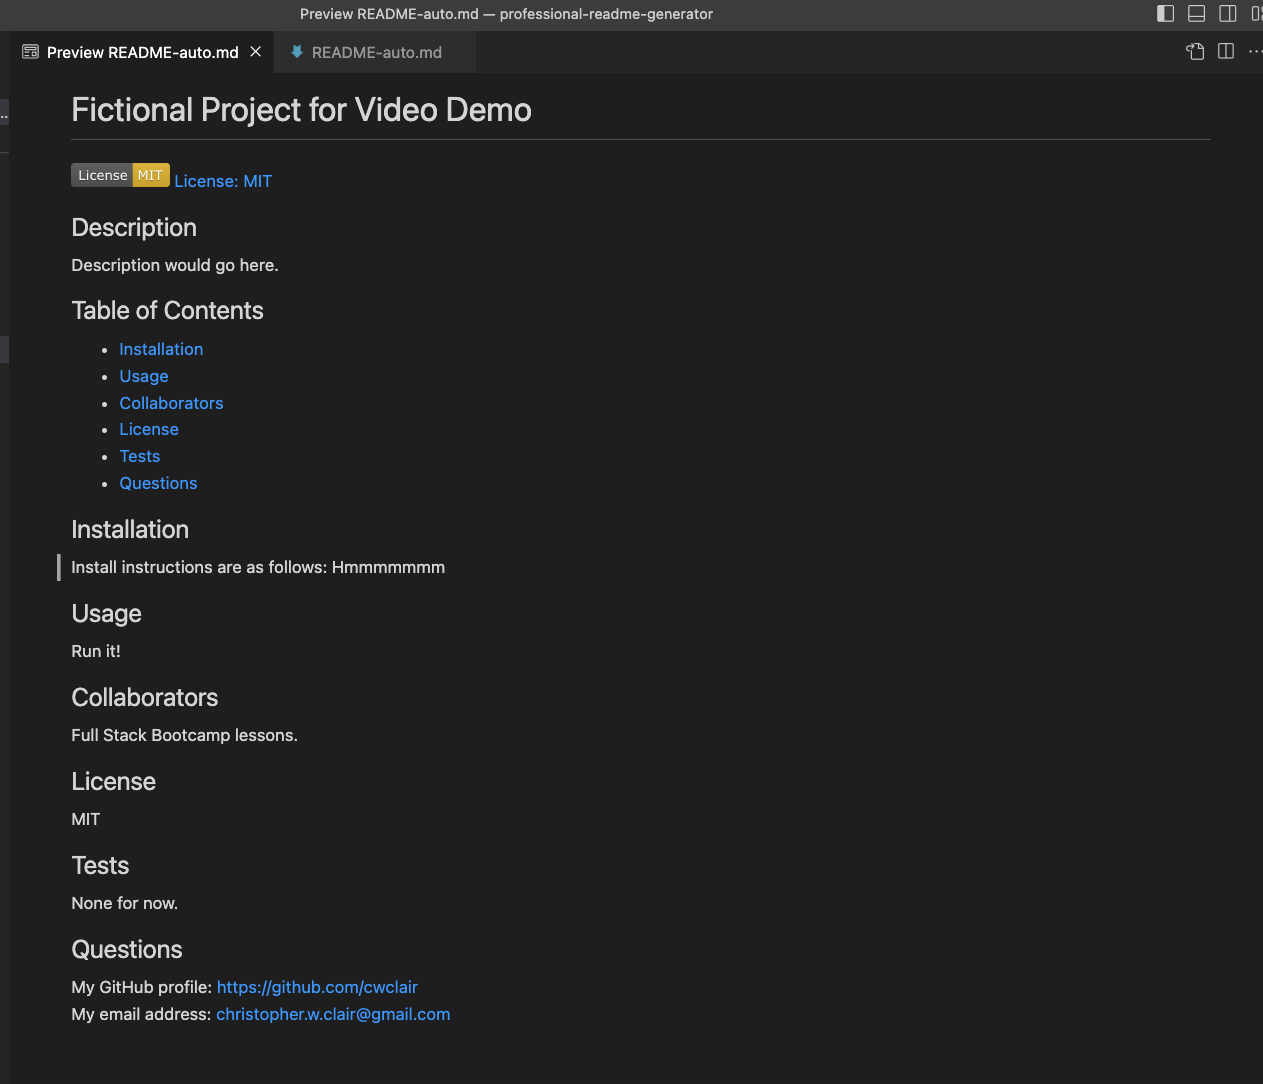 Preview README-auto.md — professional-readme-generator
Preview README-auto.md
README-auto.md
Fictional Project for Video Demo
License MIT License: MIT
Description
Description would go here.
Table of Contents
• Installation
• Usage
• Collaborators
• License
• Tests
• Questions
Installation
Install instructions are as follows: Hmmmmmmm
Usage
Run it!
Collaborators
Full Stack Bootcamp lessons.
License
MIT
Tests
None for now.
Questions
My GitHub profile: https://github.com/cwclair
My email address: christopher.w.clair@gmail.com